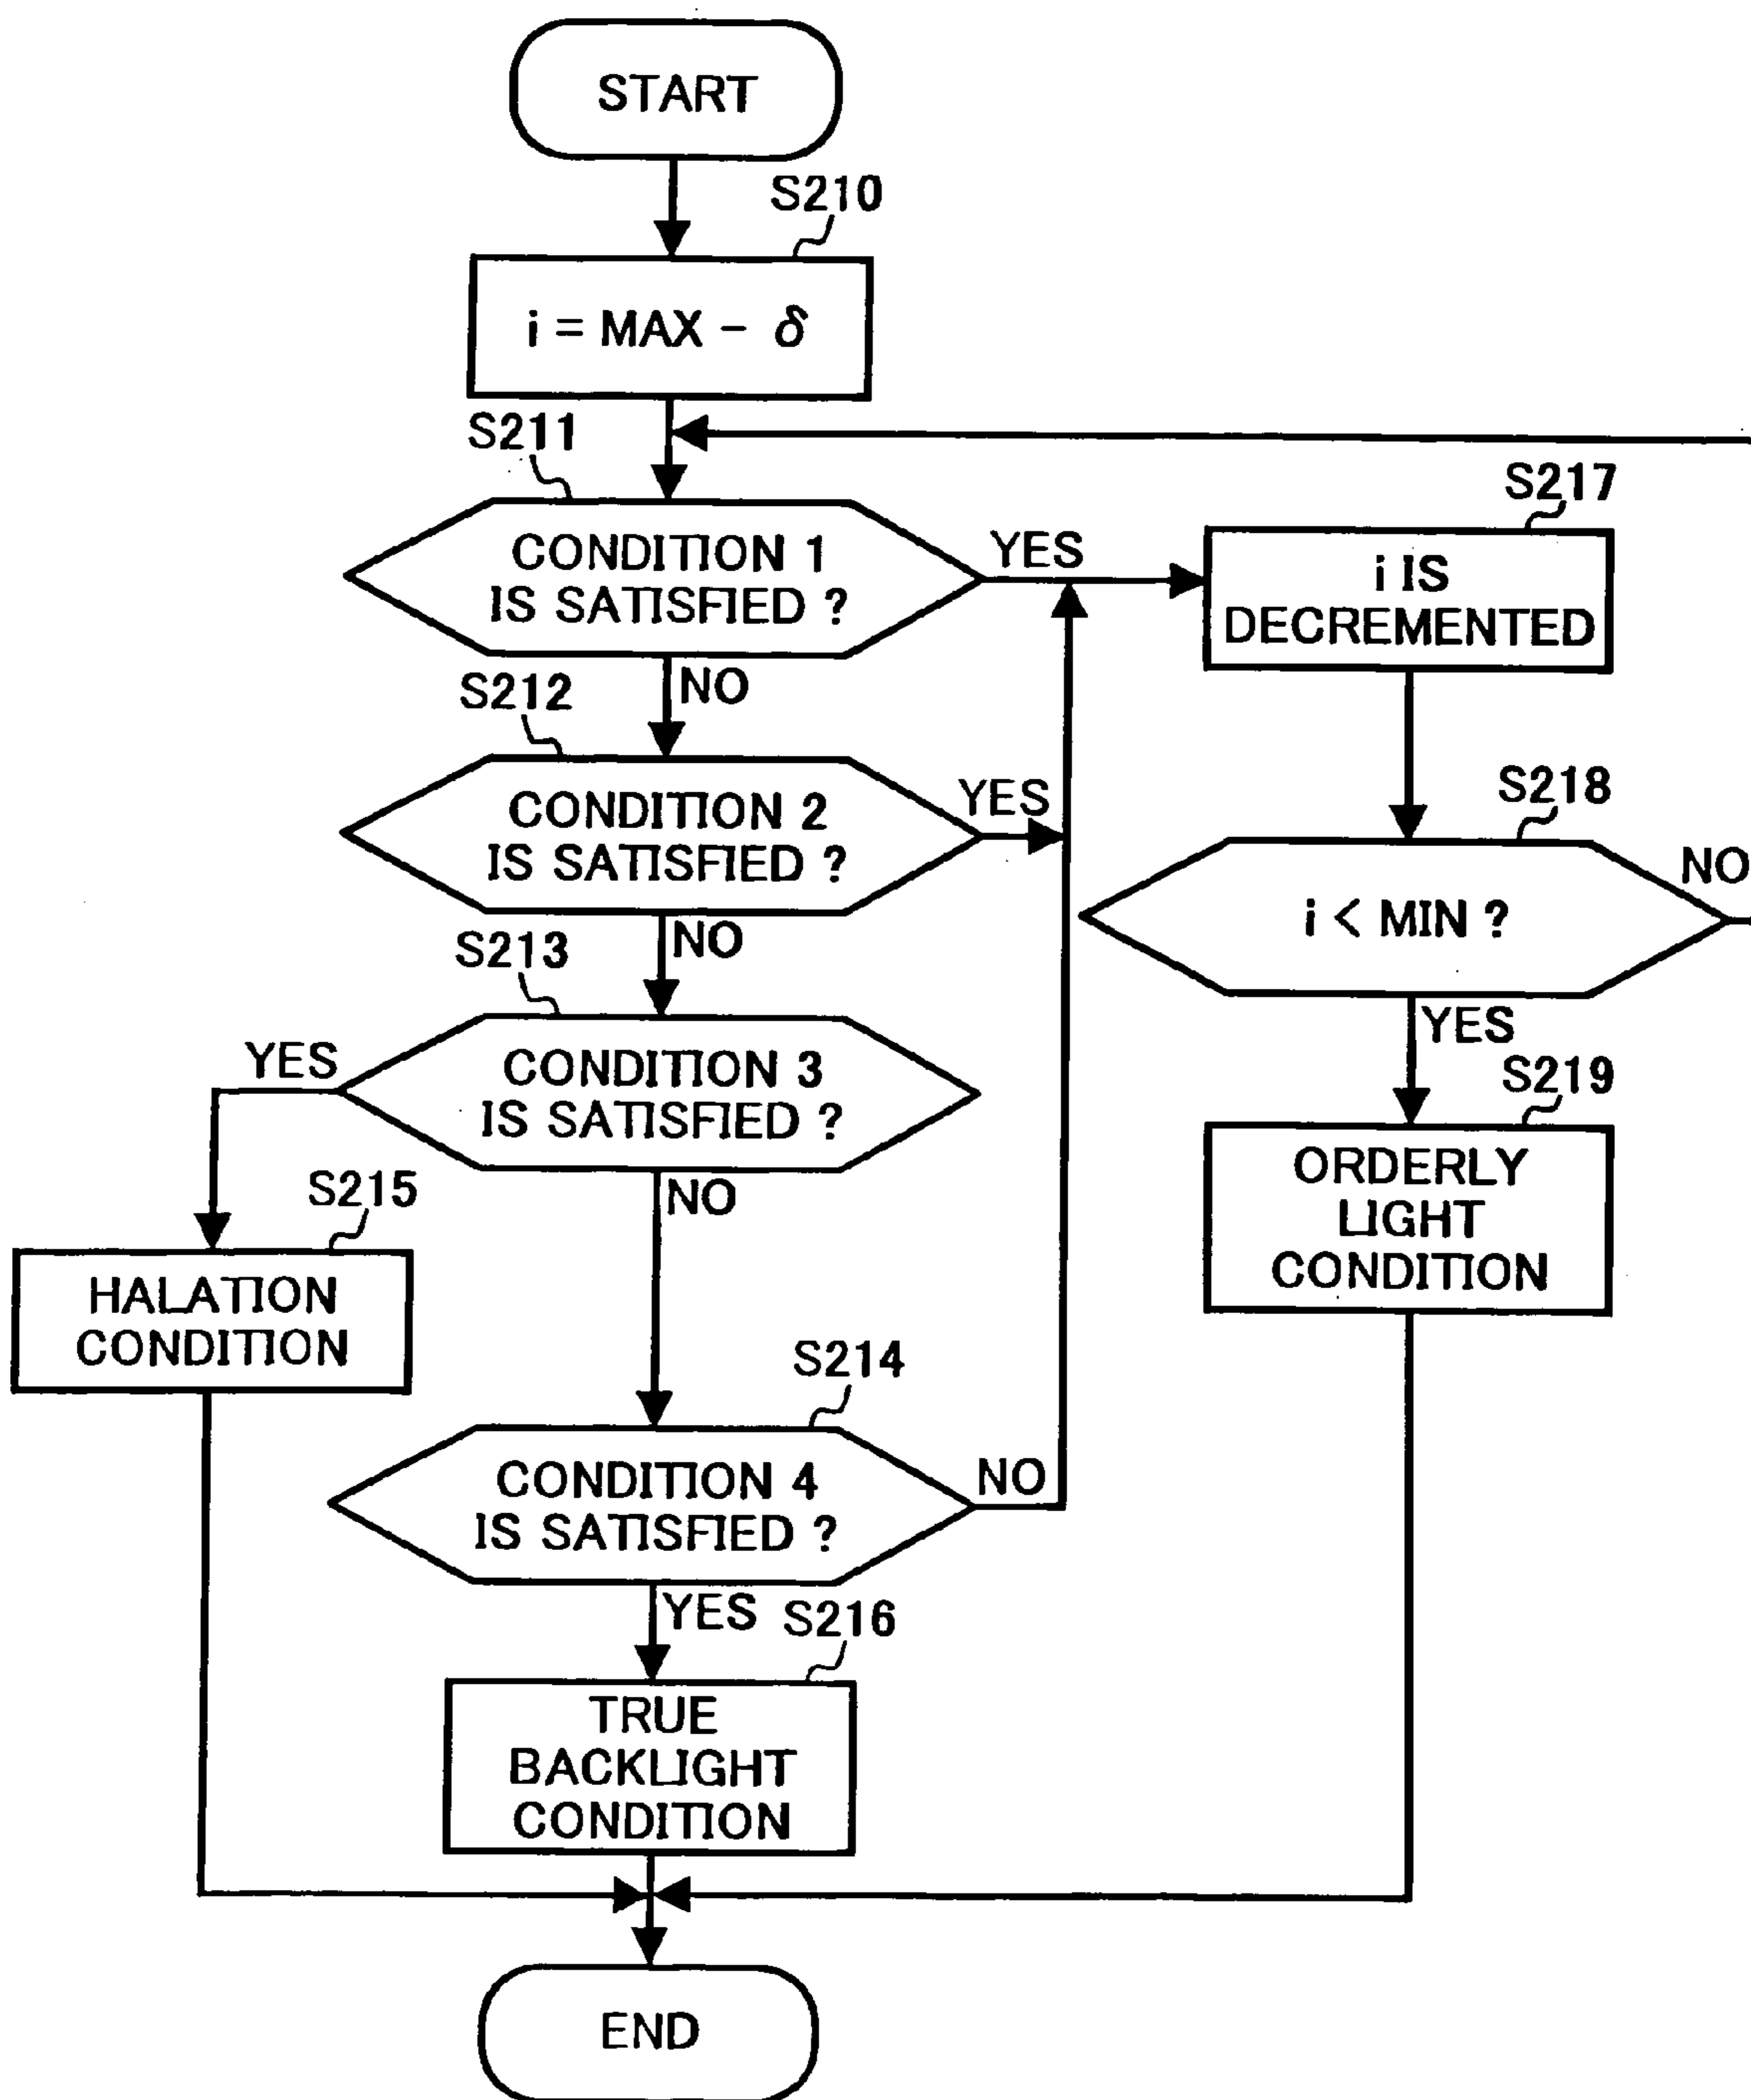 START
S210
i = MAX - δ
S211
CONDITION 1
IS SATISFIED ?
YES
NO
S217
i IS
DECREMENTED
S212
CONDITION 2
IS SATISFIED ?
YES
NO
S218
i < MIN ?
NO
YES
S213
CONDITION 3
IS SATISFIED ?
YES
NO
S219
ORDERLY
LIGHT
CONDITION
S215
HALATION
CONDITION
S214
CONDITION 4
IS SATISFIED ?
NO
YES
S216
TRUE
BACKLIGHT
CONDITION
END